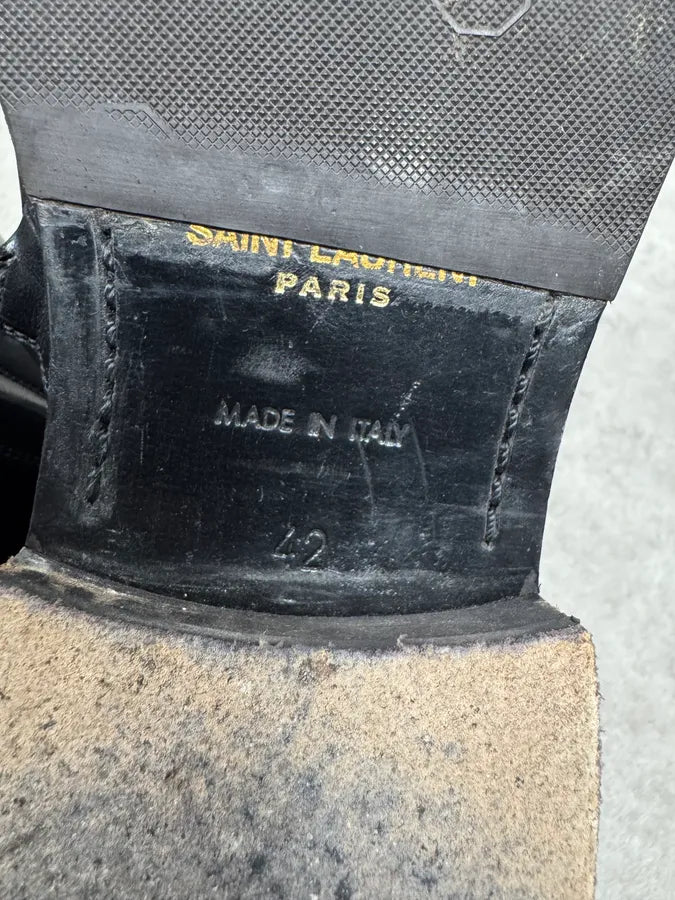 SAINT LAURENT
PARIS
MADE IN ITALY
42